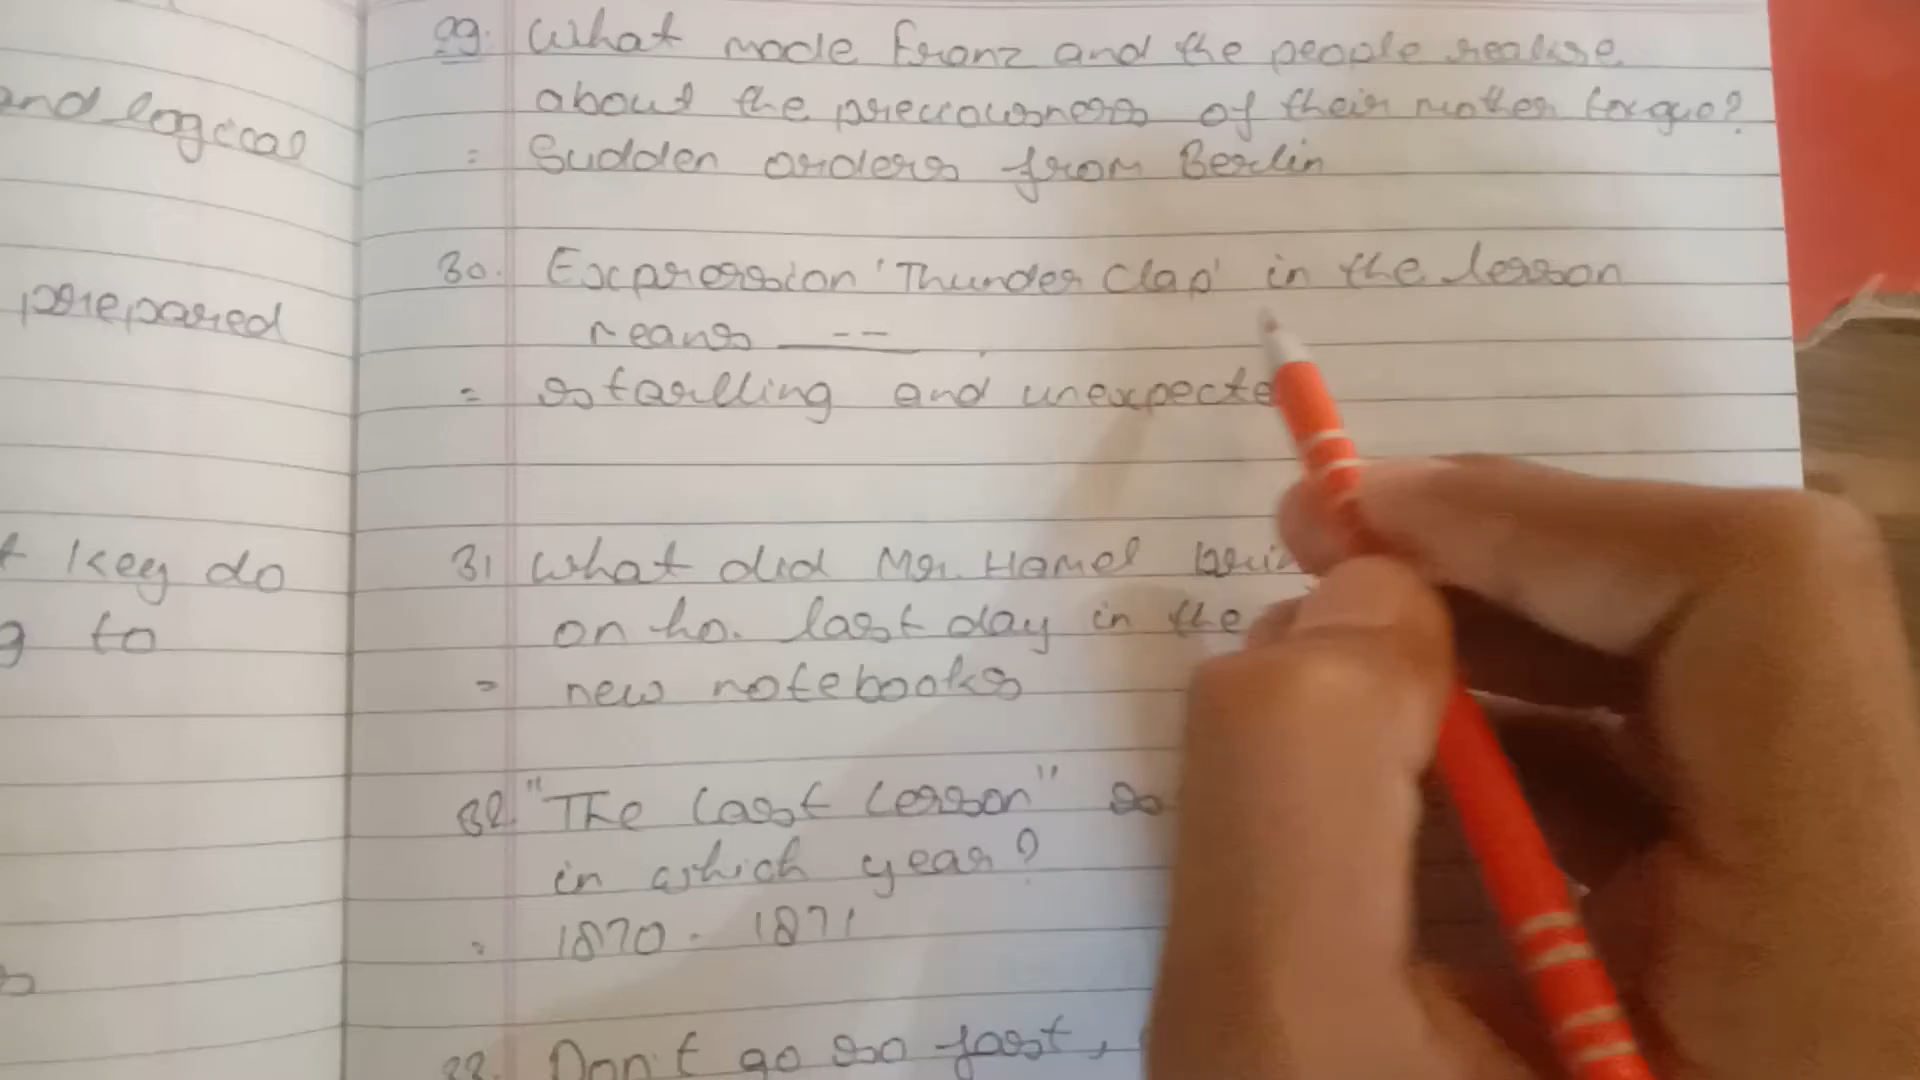 and logical
prepared
t key do
g to
29. What made Franz and the people realise
about the preciousness of their mother tongue?
= Sudden orders from Berlin
30. Expression 'Thunder Clap' in the lesson
means ____ .
= startling and unexpecte
31 What did Mr. Hamel
on his last day in the
= new notebooks
32. "The Last Lesson"
in which year?
= 1870 - 1871
33. Don't go so fast,